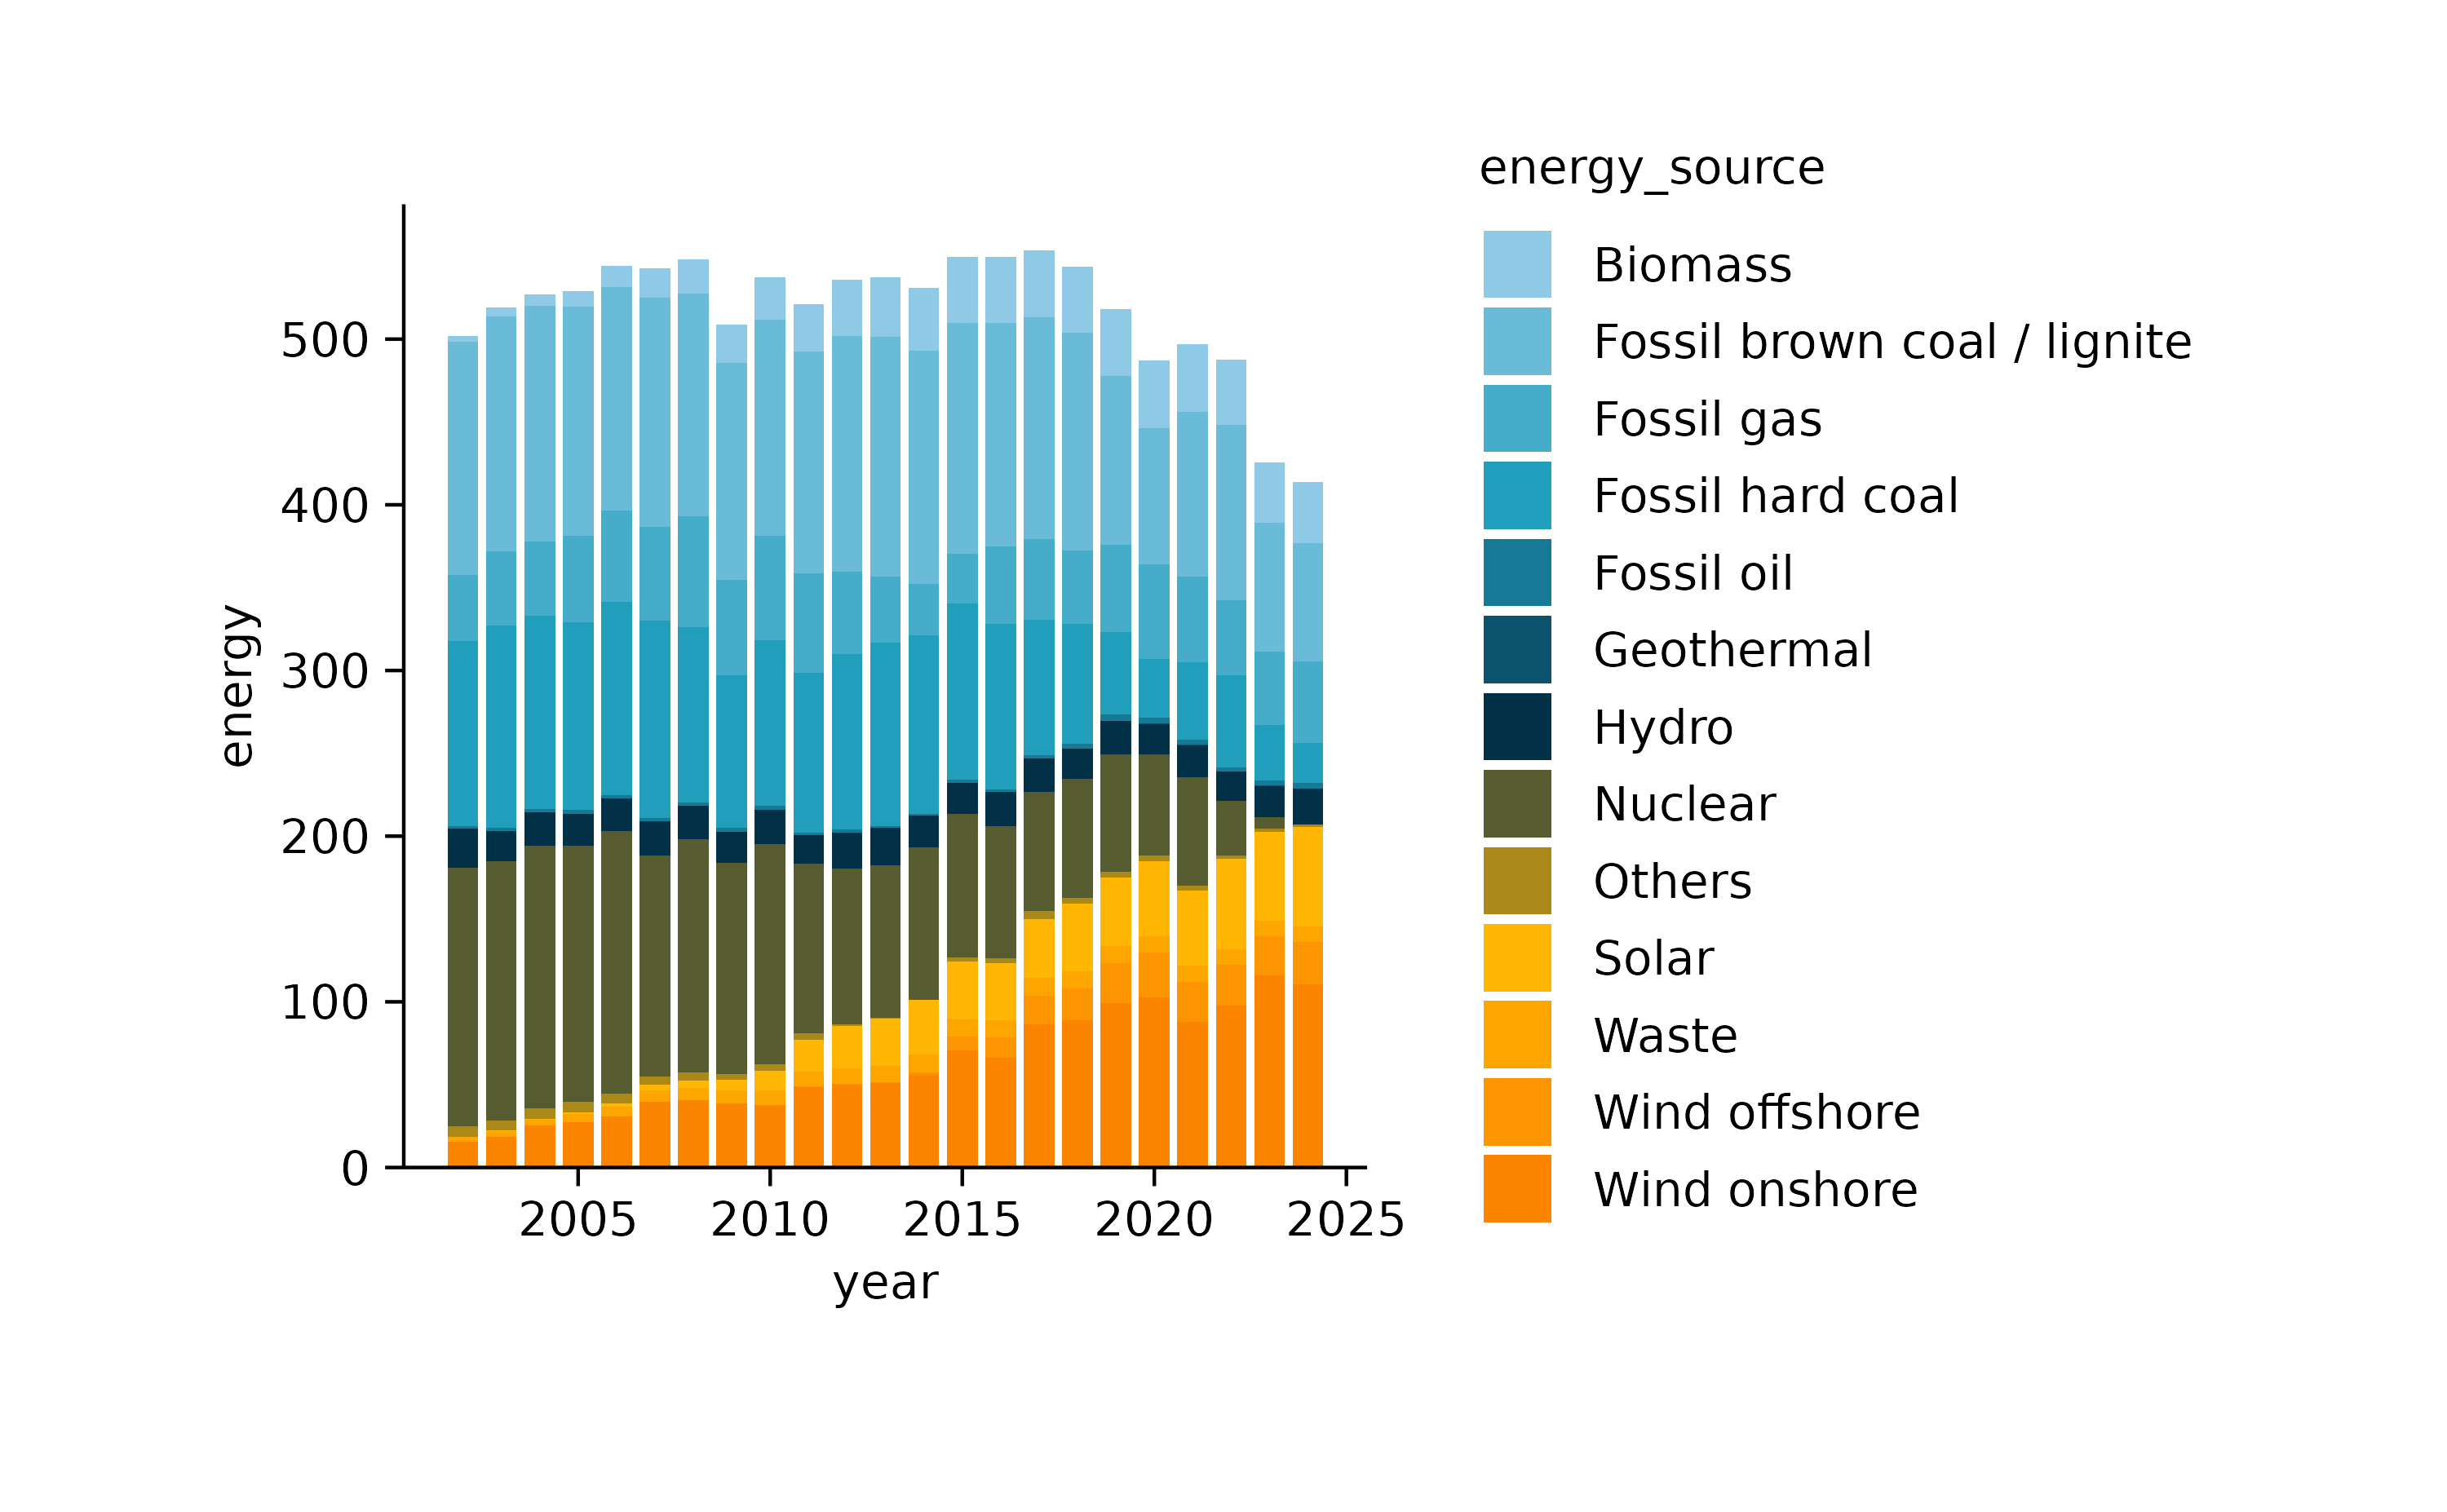 energy_source
Biomass
Fossil brown coal / lignite
Fossil gas
Fossil hard coal
Fossil oil
Geothermal
Hydro
Nuclear
Others
Solar
Waste
Wind offshore
Wind onshore
500
400
300
200
100
0
energy
2005 2010 2015 2020 2025
year